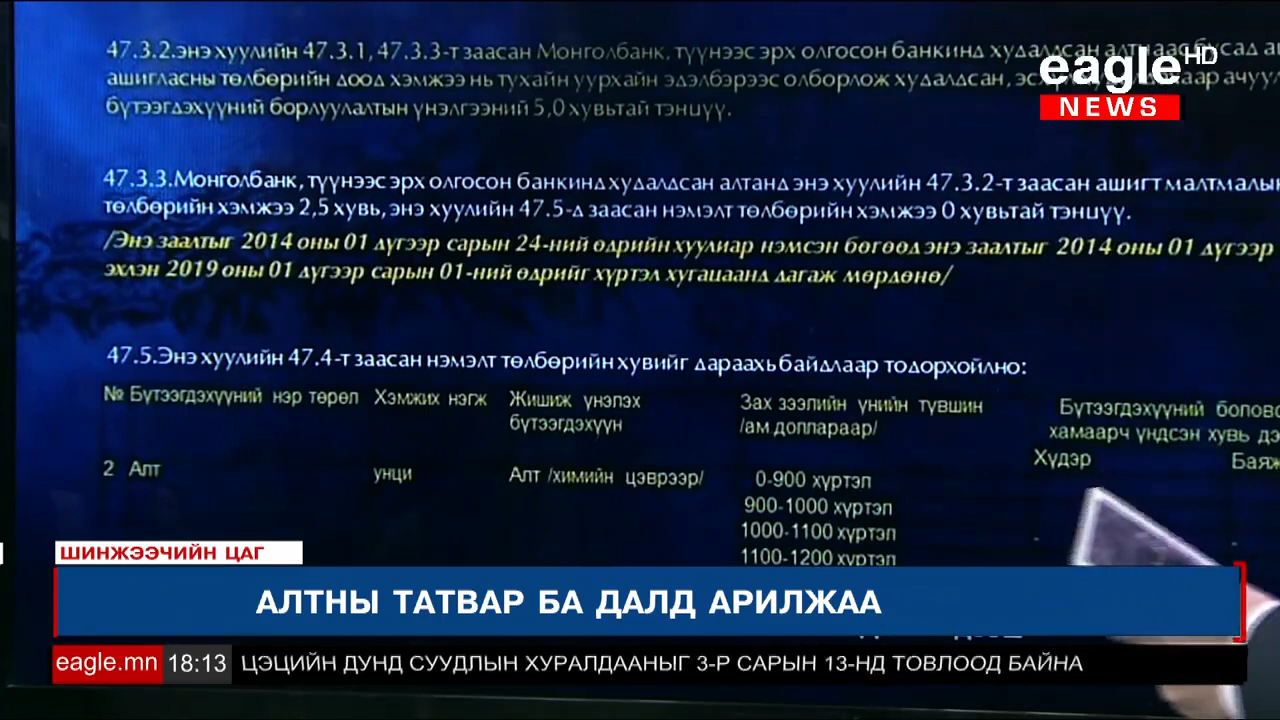 47.3.2.энэ хуулийн 47.3.1, 47.3.3-т заасан Монголбанк, түүнээс эрх олгосон банкинд худалдсан алтнаас бусад
ашигласны төлбөрийн доод хэмжээ нь тухайн уурхайн эдэлбэрээс олборлож худалдсан,
бүтээгдэхүүний борлуулалтын үнэлгээний 5,0 хувьтай тэнцүү.
eagle HD
NEWS
47.3.3.Монголбанк, түүнээс эрх олгосон банкинд худалдсан алтанд энэ хуулийн 47.3.2-т заасан ашигт малтмалын
төлбөрийн хэмжээ 2,5 хувь, энэ хуулийн 47.5-д заасан нэмэлт төлбөрийн хэмжээ 0 хувьтай тэнцүү.
/Энэ заалтыг 2014 оны 01 дүгээр сарын 24-ний өдрийн хуулиар нэмсэн бөгөөд энэ заалтыг 2014 оны 01 дүгээр
эхлэн 2019 оны 01 дүгээр сарын 01-ний өдрийг хүртэл хугацаанд дагаж мөрдөнө/
47.5.Энэ хуулийн 47.4-т заасан нэмэлт төлбөрийн хувийг дараахь байдлаар тодорхойлно:
№ Бүтээгдэхүүний нэр төрөл Хэмжих нэгж Жишиж үнэлэх Зах зээлийн үнийн түвшин Бүтээгдэхүүний
бүтээгдэхүүн /ам доллараар/ хамаарч үндсэн хувь
Хүдэр
2 Алт унци Алт /химийн цэврээр/ 0-900 хүртэл
900-1000 хүртэл
1000-1100 хүртэл
1100-1200 хүртэл
ШИНЖЭЭЧИЙН ЦАГ
АЛТНЫ ТАТВАР БА ДАЛД АРИЛЖАА
eagle.mn 18:13 ЦЭЦИЙН ДУНД СУУДЛЫН ХУРАЛДААНЫГ 3-Р САРЫН 13-НД ТОВЛООД БАЙНА